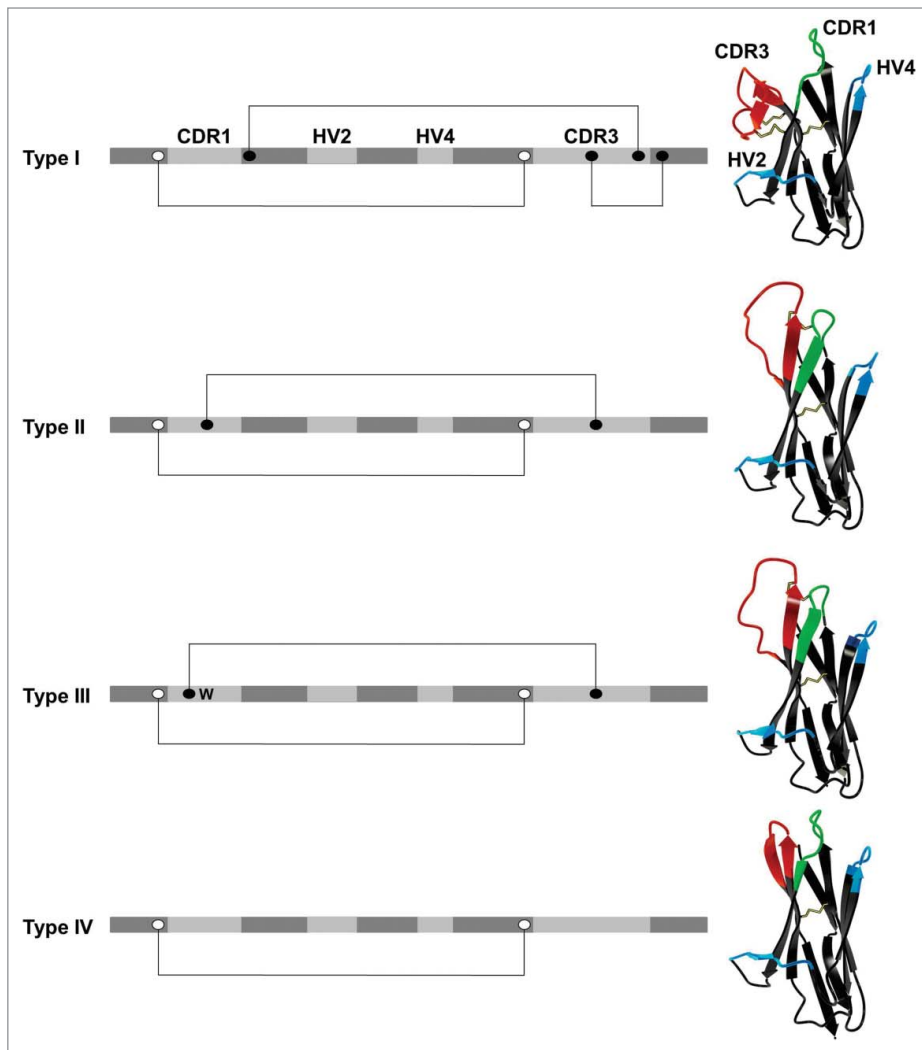 CDR1
CDR3
HV4
CDR1 HV2 HV4 CDR3
Type I
HV2
Type II
Type III W
Type IV